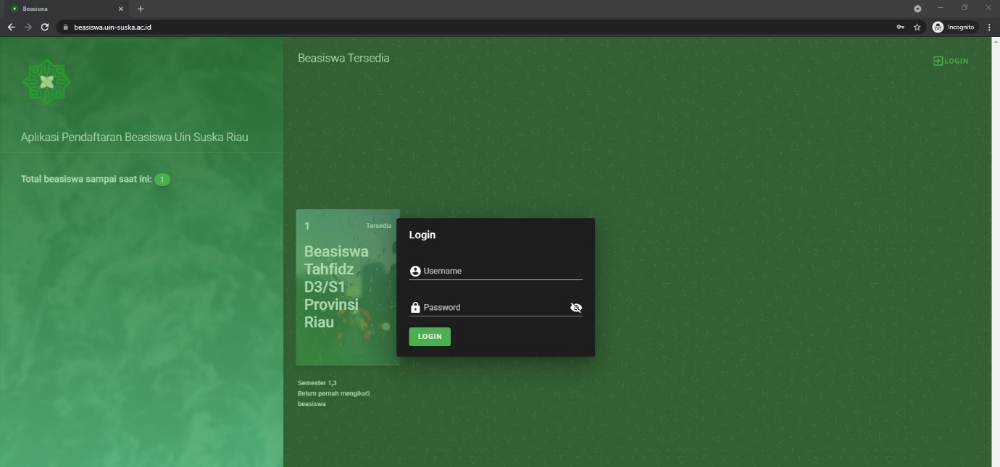 Beasiswa
beasiswa.uin-suska.ac.id
Incognito
Aplikasi Pendaftaran Beasiswa Uin Suska Riau
Total beasiswa sampai saat ini: 1
Beasiswa Tersedia
LOGIN
1
Tersedia
Beasiswa
Tahfidz
D3/S1
Provinsi
Riau
Semester 1,3
Belum pernah mengikuti
beasiswa
Login
Username
Password
LOGIN